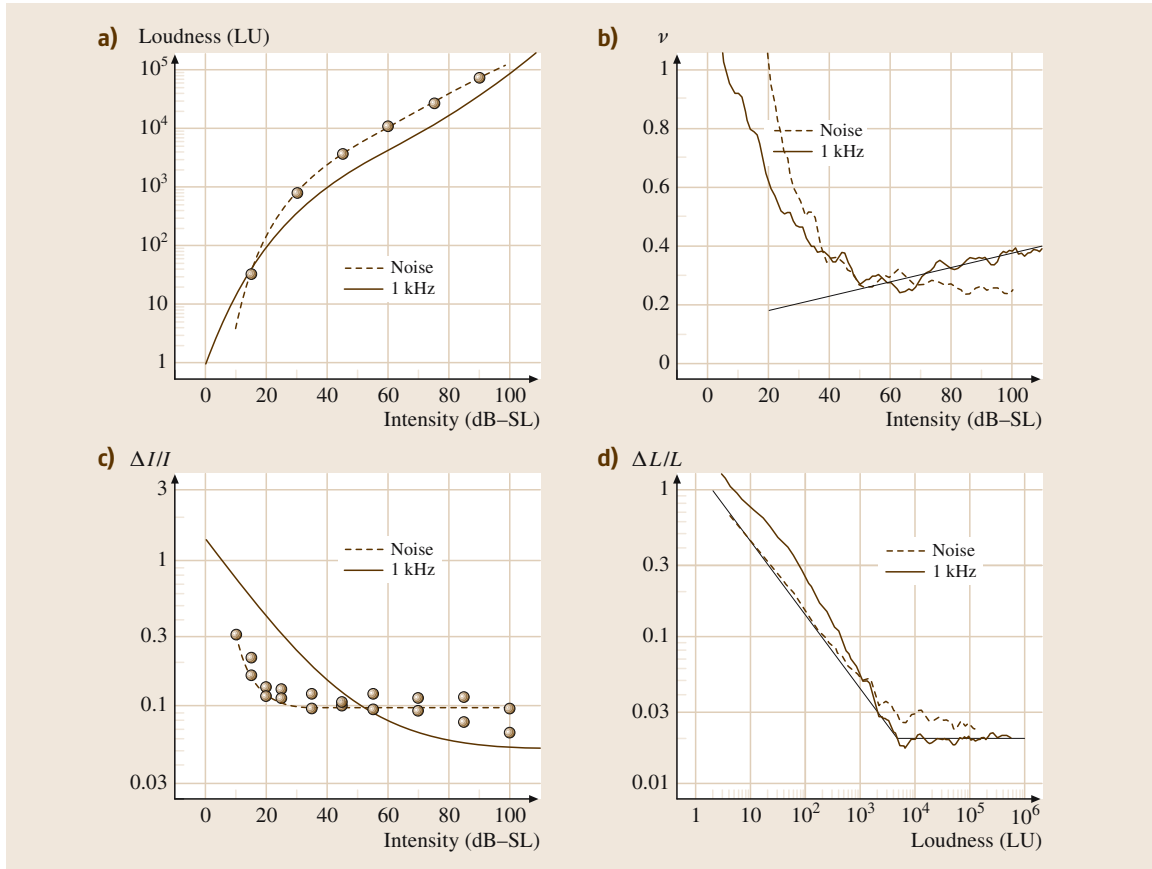 a) Loudness (LU)
10^5
10^4
10^3
10^2
10
1
Noise
1 kHz
0 20 40 60 80 100
Intensity (dB–SL)
b) ν
1
0.8
0.6
0.4
0.2
0
Noise
1 kHz
0 20 40 60 80 100
Intensity (dB–SL)
c) ΔI/I
3
1
0.3
0.1
0.03
Noise
1 kHz
0 20 40 60 80 100
Intensity (dB–SL)
d) ΔL/L
1
0.3
0.1
0.03
0.01
Noise
1 kHz
1 10 10^2 10^3 10^4 10^5 10^6
Loudness (LU)